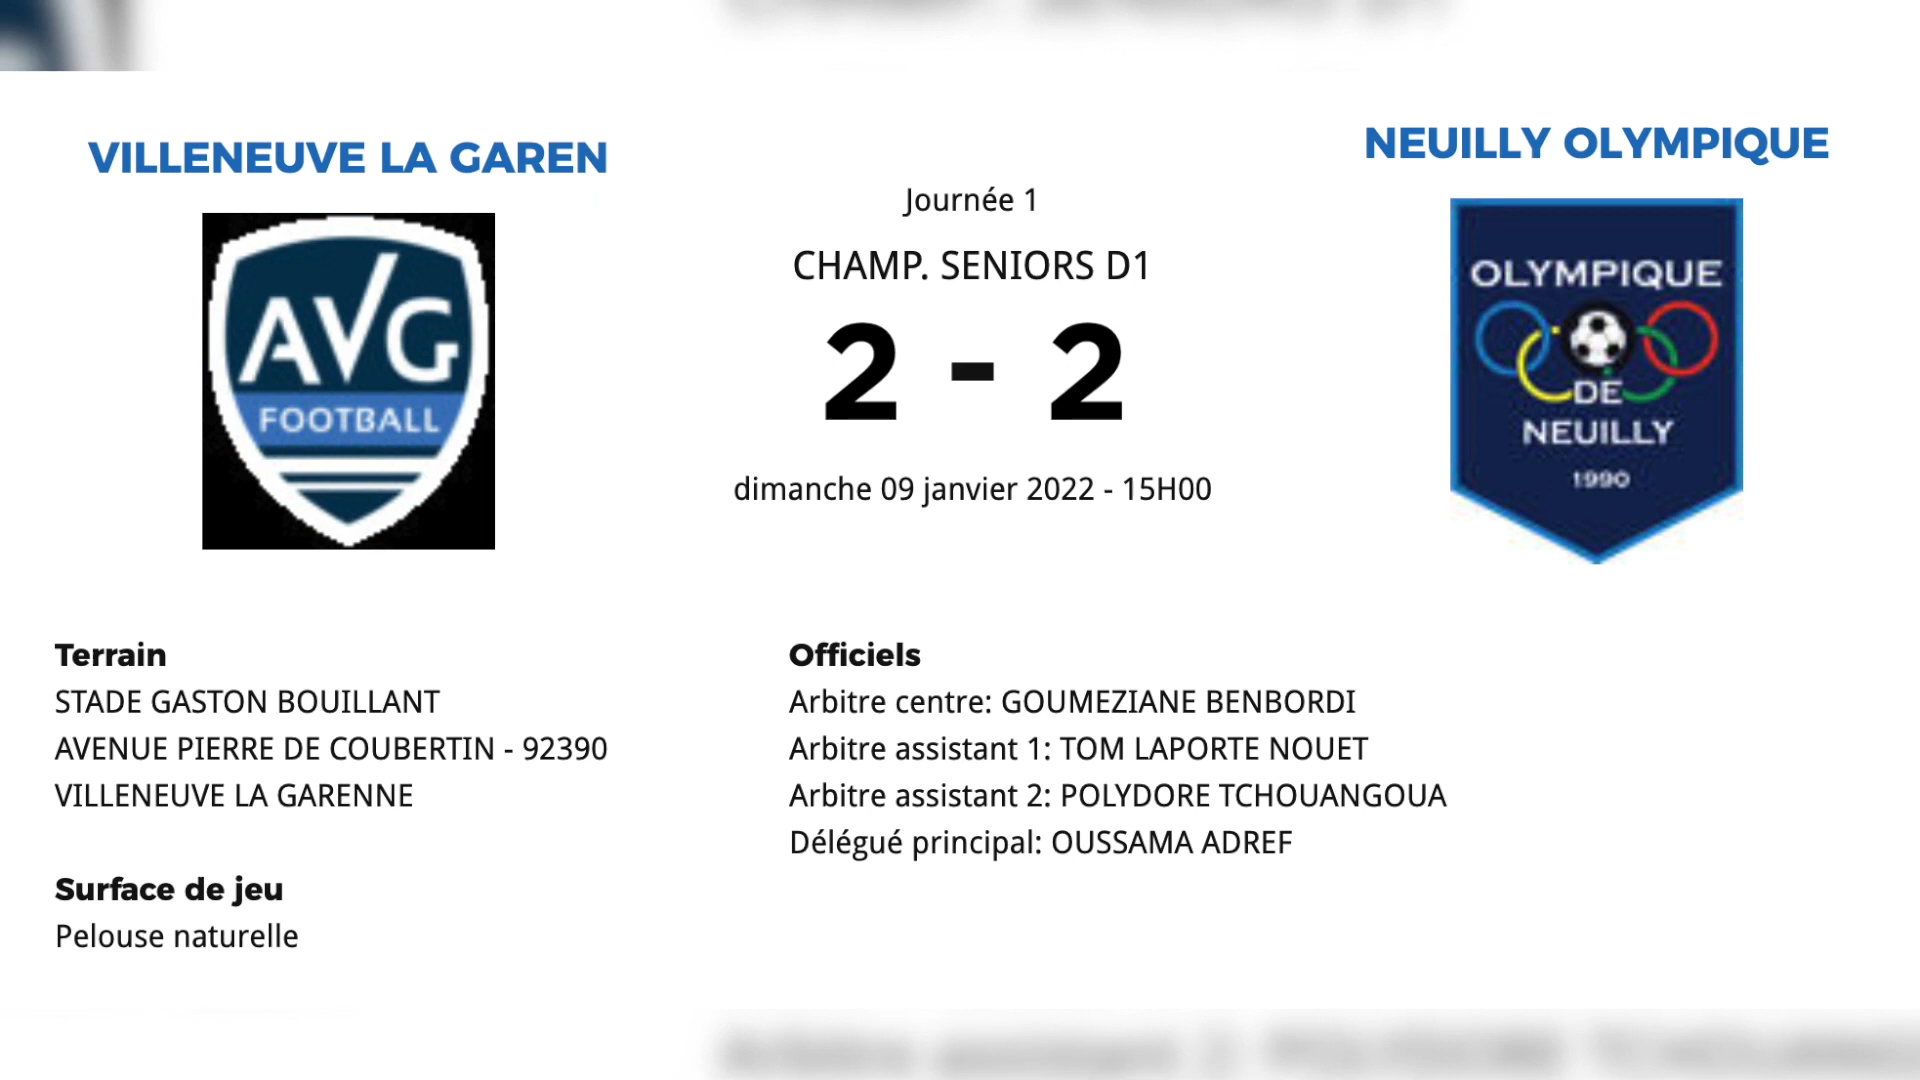 VILLENEUVE LA GAREN
AVG
FOOTBALL
Journée 1
CHAMP. SENIORS D1
2 - 2
dimanche 09 janvier 2022 - 15H00
NEUILLY OLYMPIQUE
OLYMPIQUE
DE
NEUILLY
1990
Terrain
STADE GASTON BOUILLANT
AVENUE PIERRE DE COUBERTIN - 92390
VILLENEUVE LA GARENNE
Surface de jeu
Pelouse naturelle
Officiels
Arbitre centre: GOUMEZIANE BENBORDI
Arbitre assistant 1: TOM LAPORTE NOUET
Arbitre assistant 2: POLYDORE TCHOUANGOUA
Délégué principal: OUSSAMA ADREF